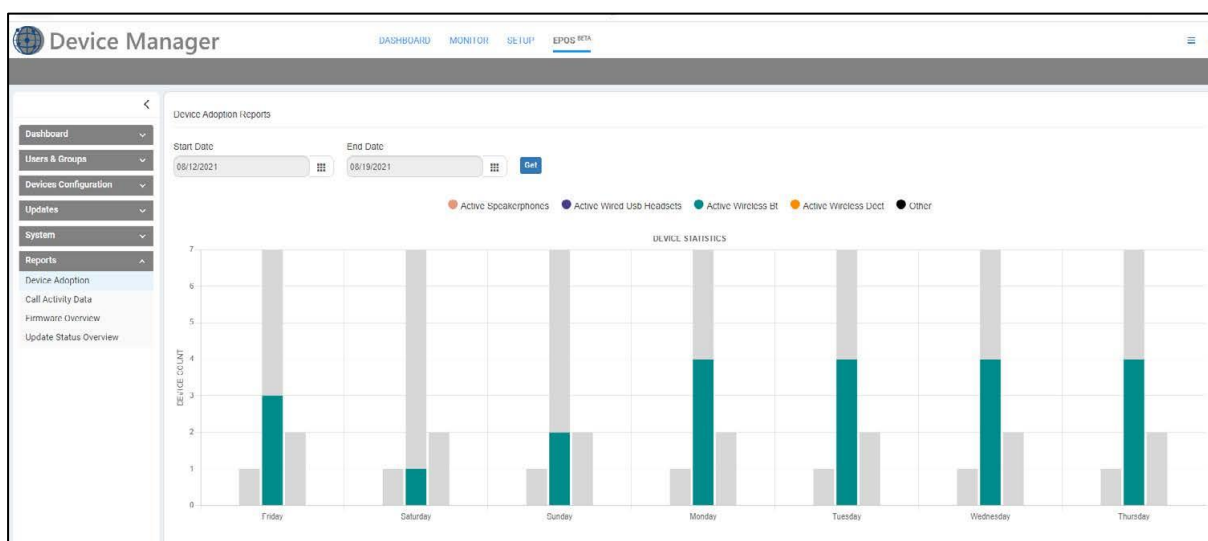 Device Manager
DASHBOARD MONITOR SETUP EPOS BETA
Device Adoption Reports
Dashboard
Users & Groups
Devices Configuration
Updates
System
Reports
Device Adoption
Call Activity Data
Firmware Overview
Update Status Overview
Start Date End Date
08/12/2021 08/19/2021 Get
Active Speakerphones Active Wired Usb Headsets Active Wireless Bt Active Wireless Dect Other
DEVICE STATISTICS
DEVICE COUNT
7
6
5
4
3
2
1
0
Friday Saturday Sunday Monday Tuesday Wednesday Thursday